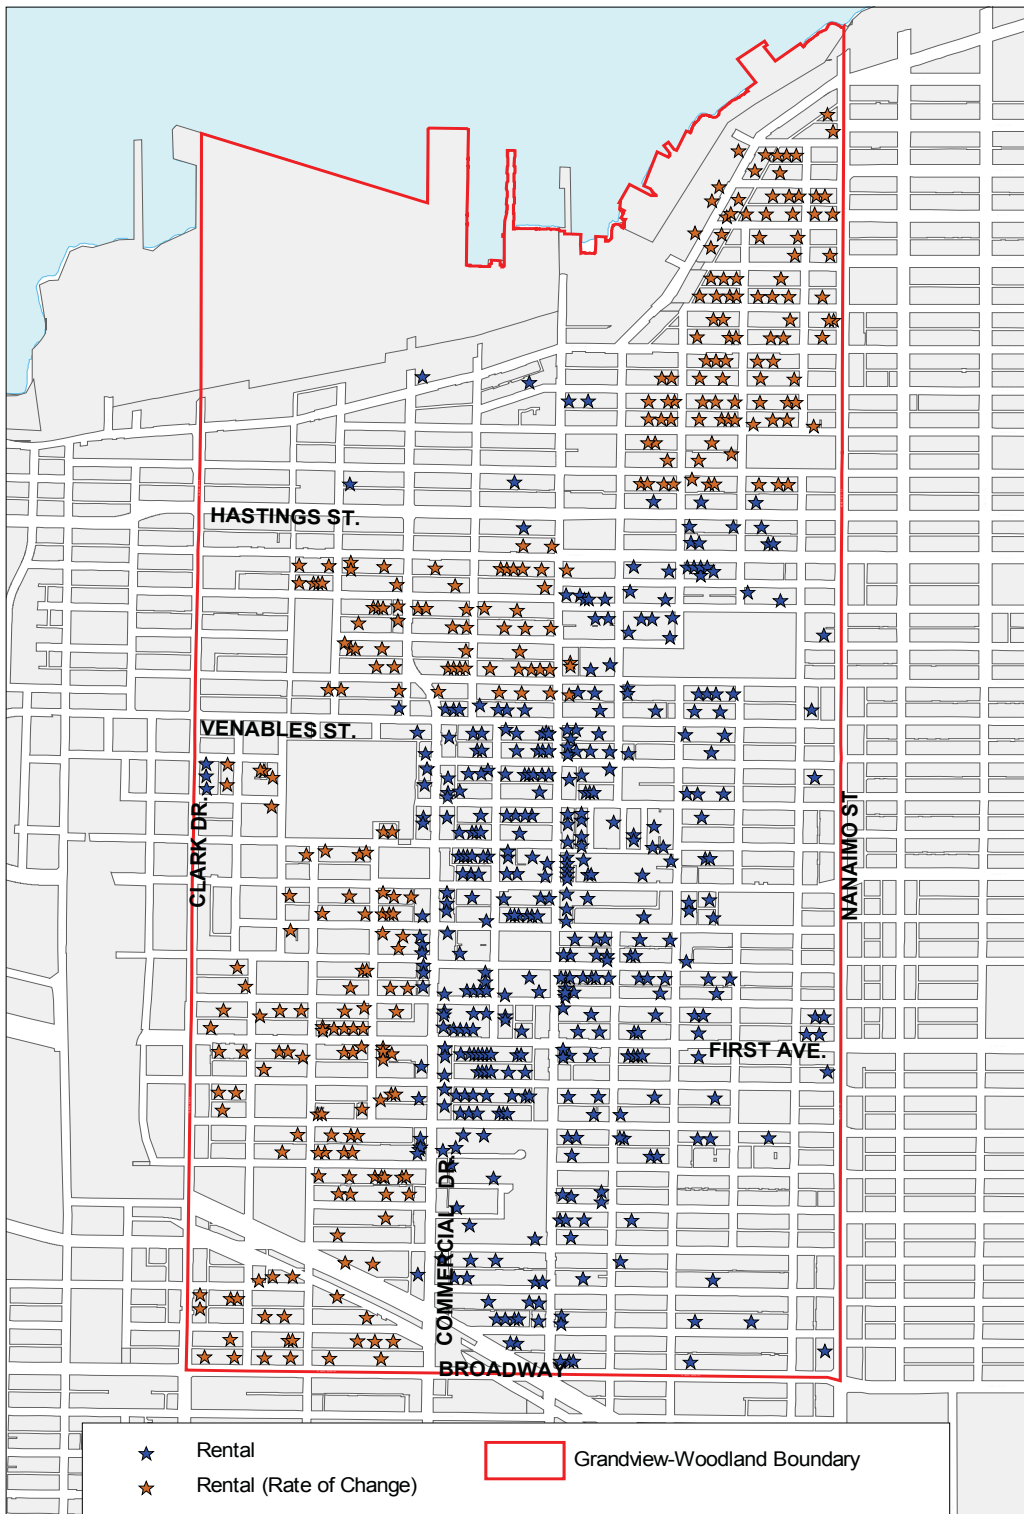 HASTINGS ST.
VENABLES ST.
CLARK DR.
NANAIMO ST
FIRST AVE.
COMMERCIAL DR.
BROADWAY
Rental
Grandview-Woodland Boundary
Rental (Rate of Change)